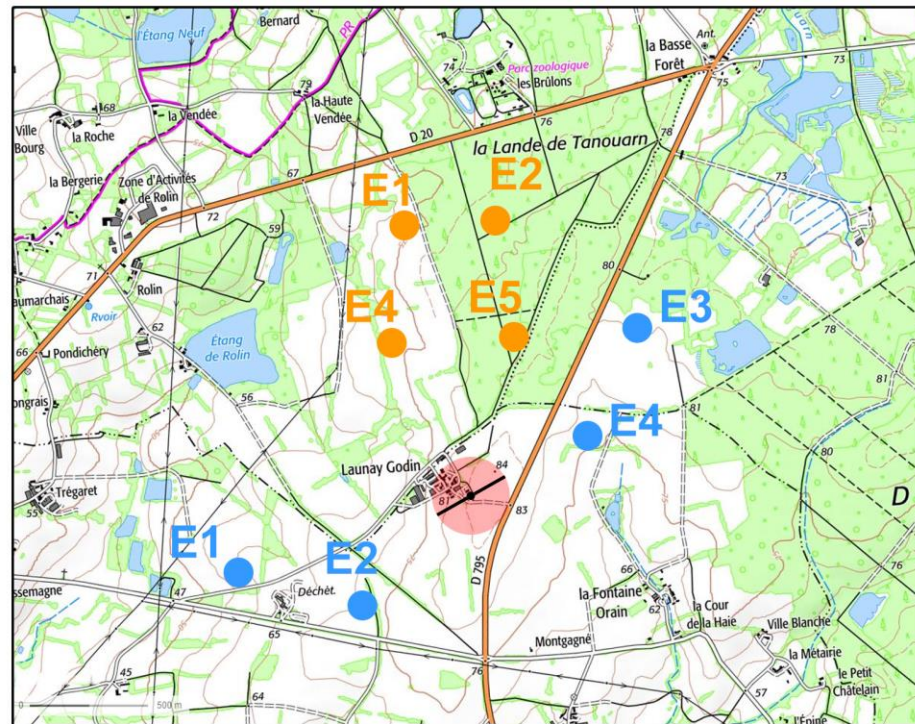 l'Étang Neuf
Bernard
PR
Ant.
la Basse
Forêt
Parc zoologique
les Brûlons
74
79
la Haute
Vendée
la Vendée
68
la Roche
Ville
Bourg
la Bergerie
Zone d'Activités
de Rolin
D 20
76
75
73
78
la Lande de Tanouarn
67
72
59
73
E1
E2
71
Rolin
80
E4
E5
E3
Rvoir
62
Pondichéry
66
Étang
de Rolin
56
78
81
81
E4
Launay Godin
84
81
83
80
D
Trégaret
55
E1
E2
D 795
Déchèt.
66
la Fontaine
Orain
62
la Cour
de la Haie
47
65
Montgagné
Ville Blanche
la Métairie
76
45
64
57
le Petit
Châtelain
l'Épine
0
500 m